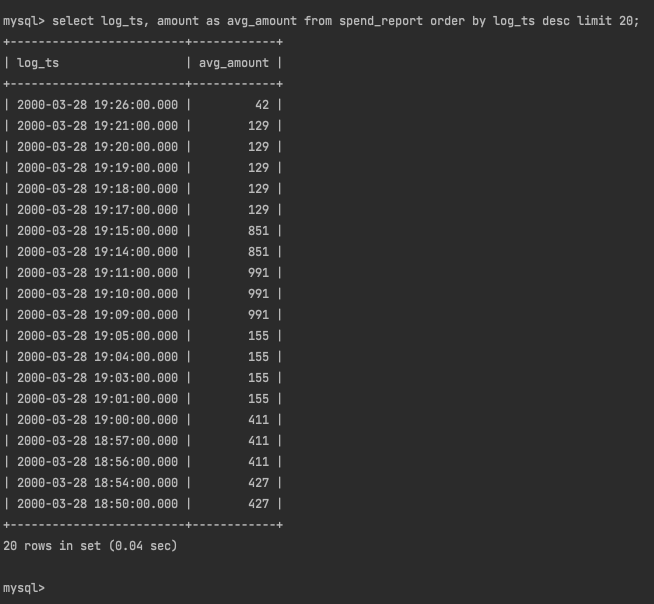 mysql> select log_ts, amount as avg_amount from spend_report order by log_ts desc limit 20;
+-------------------------+------------+
| log_ts                  | avg_amount |
+-------------------------+------------+
| 2000-03-28 19:26:00.000 |         42 |
| 2000-03-28 19:21:00.000 |        129 |
| 2000-03-28 19:20:00.000 |        129 |
| 2000-03-28 19:19:00.000 |        129 |
| 2000-03-28 19:18:00.000 |        129 |
| 2000-03-28 19:17:00.000 |        129 |
| 2000-03-28 19:15:00.000 |        851 |
| 2000-03-28 19:14:00.000 |        851 |
| 2000-03-28 19:11:00.000 |        991 |
| 2000-03-28 19:10:00.000 |        991 |
| 2000-03-28 19:09:00.000 |        991 |
| 2000-03-28 19:05:00.000 |        155 |
| 2000-03-28 19:04:00.000 |        155 |
| 2000-03-28 19:03:00.000 |        155 |
| 2000-03-28 19:01:00.000 |        155 |
| 2000-03-28 19:00:00.000 |        411 |
| 2000-03-28 18:57:00.000 |        411 |
| 2000-03-28 18:56:00.000 |        411 |
| 2000-03-28 18:54:00.000 |        427 |
| 2000-03-28 18:50:00.000 |        427 |
+-------------------------+------------+
20 rows in set (0.04 sec)
mysql>